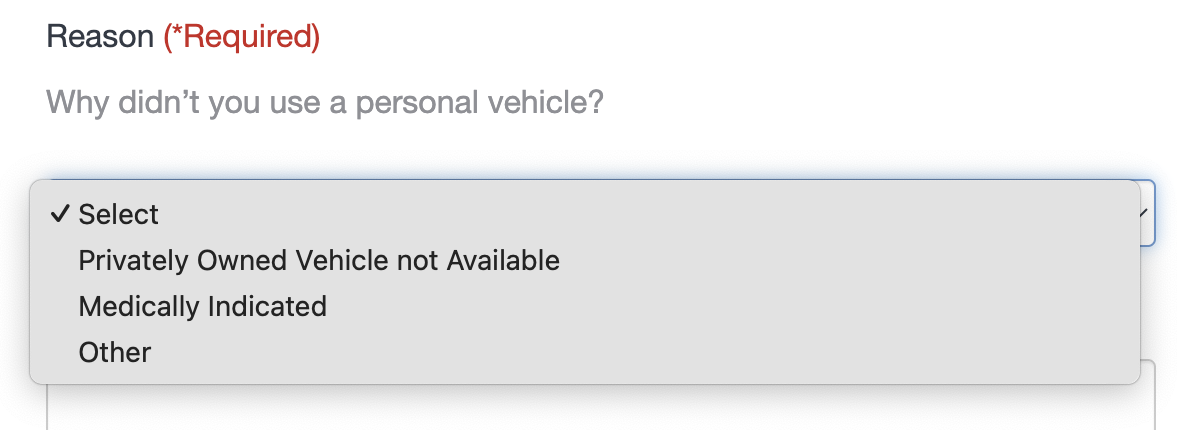 Reason (*Required)
Why didn’t you use a personal vehicle?
✓ Select
Privately Owned Vehicle not Available
Medically Indicated
Other